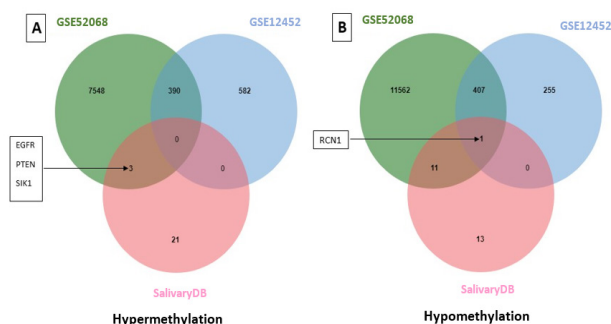 A
GSE52068
GSE12452
7548
390
582
0
EGFR
PTEN
SIK1
3
0
21
SalivaryDB
Hypermethylation
B
GSE52068
GSE12452
11562
407
255
RCN1
1
11
0
13
SalivaryDB
Hypomethylation